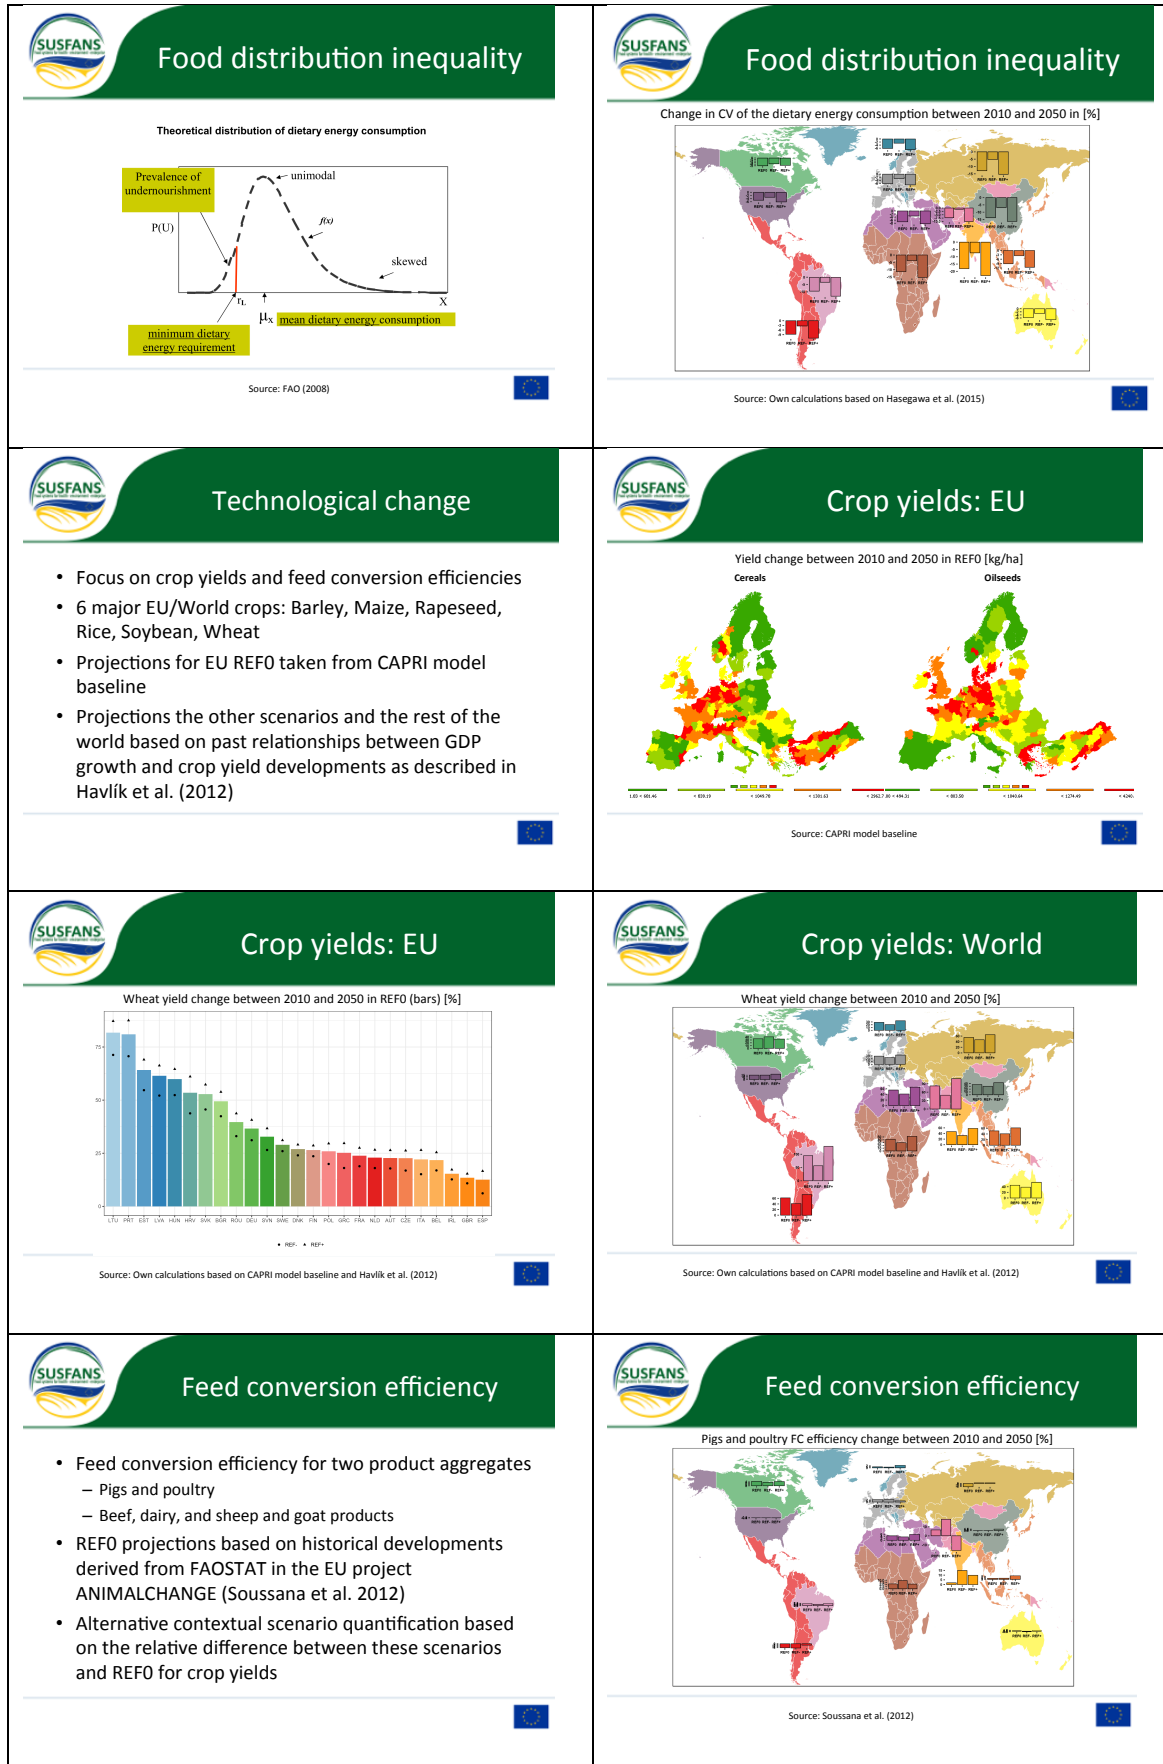 SUSFANS
Food distribution inequality
Theoretical distribution of dietary energy consumption
Prevalence of
undernourishment
unimodal
P(U)
f(x)
skewed
rL
X
μx mean dietary energy consumption
minimum dietary
energy requirement
Source: FAO (2008)
SUSFANS
Food distribution inequality
Change in CV of the dietary energy consumption between 2010 and 2050 in [%]
REF0 REF- REF+
Source: Own calculations based on Hasegawa et al. (2015)
SUSFANS
Technological change
• Focus on crop yields and feed conversion efficiencies
• 6 major EU/World crops: Barley, Maize, Rapeseed,
Rice, Soybean, Wheat
• Projections for EU REF0 taken from CAPRI model
baseline
• Projections the other scenarios and the rest of the
world based on past relationships between GDP
growth and crop yield developments as described in
Havlík et al. (2012)
SUSFANS
Crop yields: EU
Yield change between 2010 and 2050 in REF0 [kg/ha]
Cereals
Oilseeds
Source: CAPRI model baseline
SUSFANS
Crop yields: EU
Wheat yield change between 2010 and 2050 in REF0 (bars) [%]
75
50
25
0
LTU PRT EST LVA HUN HRV SVK BGR ROU DEU SVN SWE DNK FIN POL GRC FRA NLD AUT CZE ITA BEL IRL GBR ESP
• REF- ▲ REF+
Source: Own calculations based on CAPRI model baseline and Havlík et al. (2012)
SUSFANS
Crop yields: World
Wheat yield change between 2010 and 2050 [%]
REF0 REF- REF+
Source: Own calculations based on CAPRI model baseline and Havlík et al. (2012)
SUSFANS
Feed conversion efficiency
• Feed conversion efficiency for two product aggregates
– Pigs and poultry
– Beef, dairy, and sheep and goat products
• REF0 projections based on historical developments
derived from FAOSTAT in the EU project
ANIMALCHANGE (Soussana et al. 2012)
• Alternative contextual scenario quantification based
on the relative difference between these scenarios
and REF0 for crop yields
SUSFANS
Feed conversion efficiency
Pigs and poultry FC efficiency change between 2010 and 2050 [%]
REF0 REF- REF+
Source: Soussana et al. (2012)